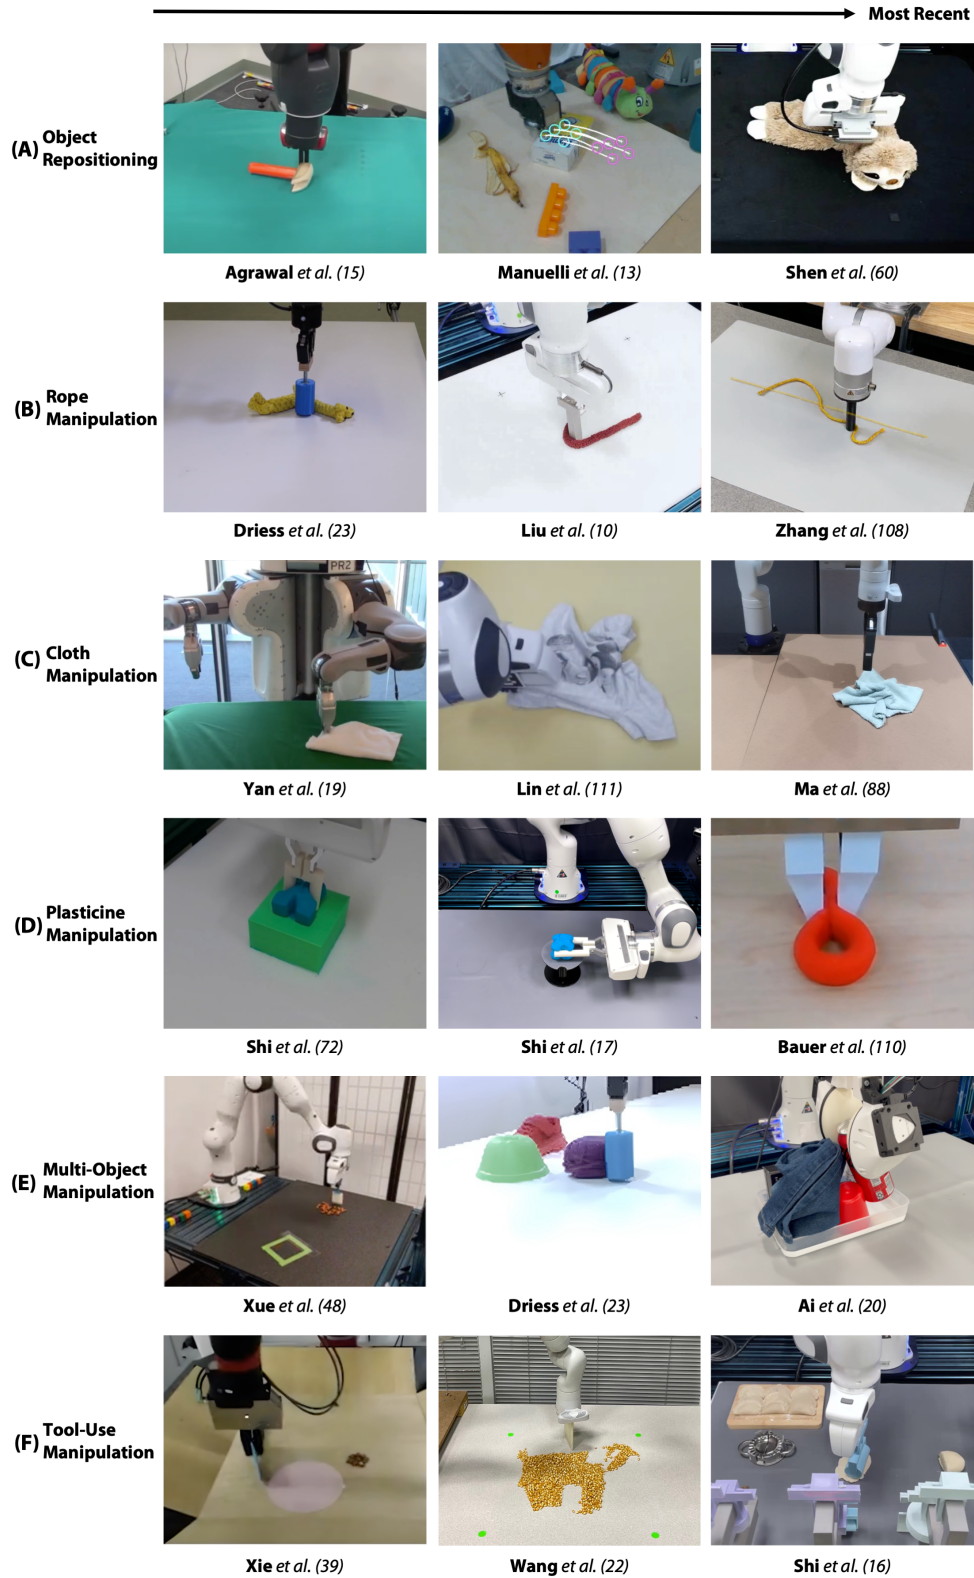 Most Recent
(A) Object
Repositioning
Agrawal et al. (15)
Manuelli et al. (13)
Shen et al. (60)
(B) Rope
Manipulation
Driess et al. (23)
Liu et al. (10)
Zhang et al. (108)
PR2
(C) Cloth
Manipulation
Yan et al. (19)
Lin et al. (111)
Ma et al. (88)
(D) Plasticine
Manipulation
Shi et al. (72)
Shi et al. (17)
Bauer et al. (110)
(E) Multi-Object
Manipulation
Xue et al. (48)
Driess et al. (23)
Ai et al. (20)
(F) Tool-Use
Manipulation
Xie et al. (39)
Wang et al. (22)
Shi et al. (16)